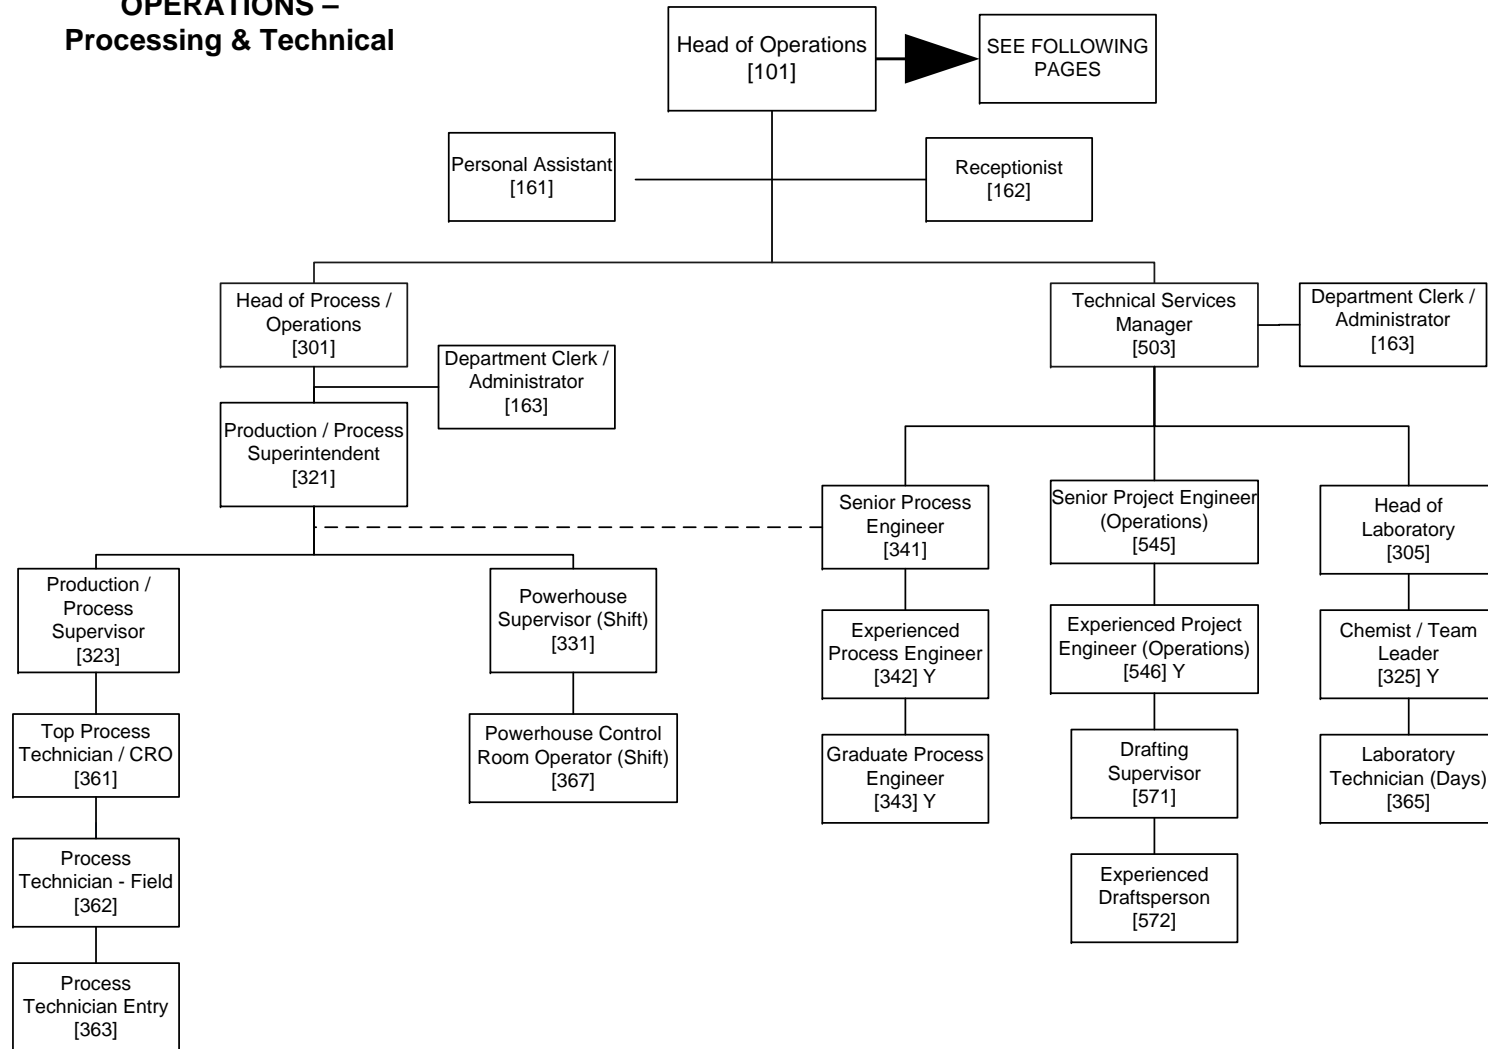 OPERATIONS –
Processing & Technical
Head of Operations
[101]
SEE FOLLOWING
PAGES
Personal Assistant
[161]
Receptionist
[162]
Head of Process /
Operations
[301]
Technical Services
Manager
[503]
Department Clerk /
Administrator
[163]
Department Clerk /
Administrator
[163]
Production / Process
Superintendent
[321]
Senior Process
Engineer
[341]
Senior Project Engineer
(Operations)
[545]
Head of
Laboratory
[305]
Production /
Process
Supervisor
[323]
Powerhouse
Supervisor (Shift)
[331]
Experienced
Process Engineer
[342] Y
Experienced Project
Engineer (Operations)
[546] Y
Chemist / Team
Leader
[325] Y
Top Process
Technician / CRO
[361]
Powerhouse Control
Room Operator (Shift)
[367]
Graduate Process
Engineer
[343] Y
Drafting
Supervisor
[571]
Laboratory
Technician (Days)
[365]
Process
Technician - Field
[362]
Experienced
Draftsperson
[572]
Process
Technician Entry
[363]